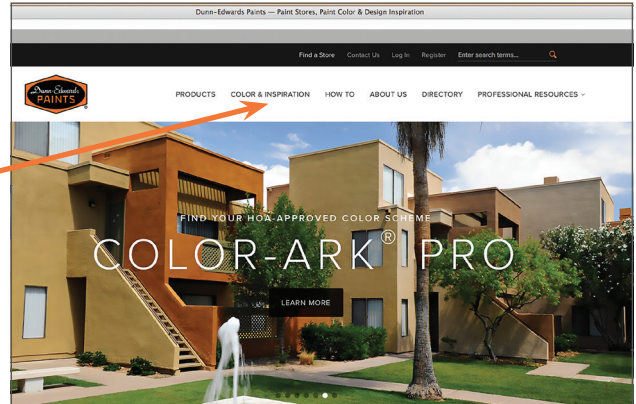 Dunn-Edwards Paints — Paint Stores, Paint Color & Design Inspiration
Find a Store Contact Us Log In Register Enter search terms...
Dunn-Edwards
PAINTS
PRODUCTS COLOR & INSPIRATION HOW TO ABOUT US DIRECTORY PROFESSIONAL RESOURCES
FIND YOUR HOA-APPROVED COLOR SCHEME
COLOR-ARK® PRO
LEARN MORE